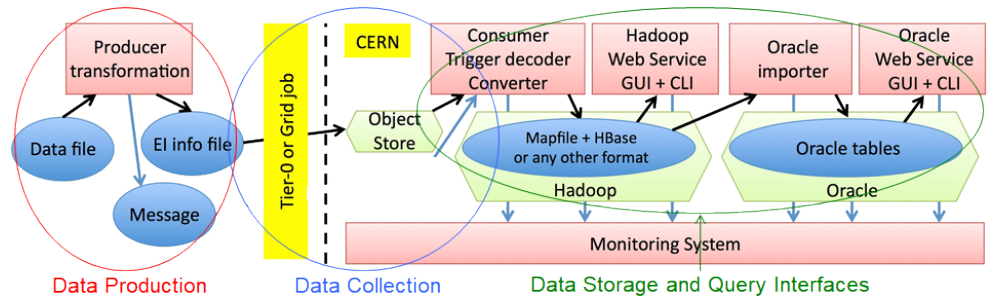 Producer
transformation
Data file
EI info file
Message
Tier-0 or Grid job
CERN
Object
Store
Consumer
Trigger decoder
Converter
Hadoop
Web Service
GUI + CLI
Oracle
importer
Oracle
Web Service
GUI + CLI
Mapfile + HBase
or any other format
Hadoop
Oracle tables
Oracle
Monitoring System
Data Production
Data Collection
Data Storage and Query Interfaces